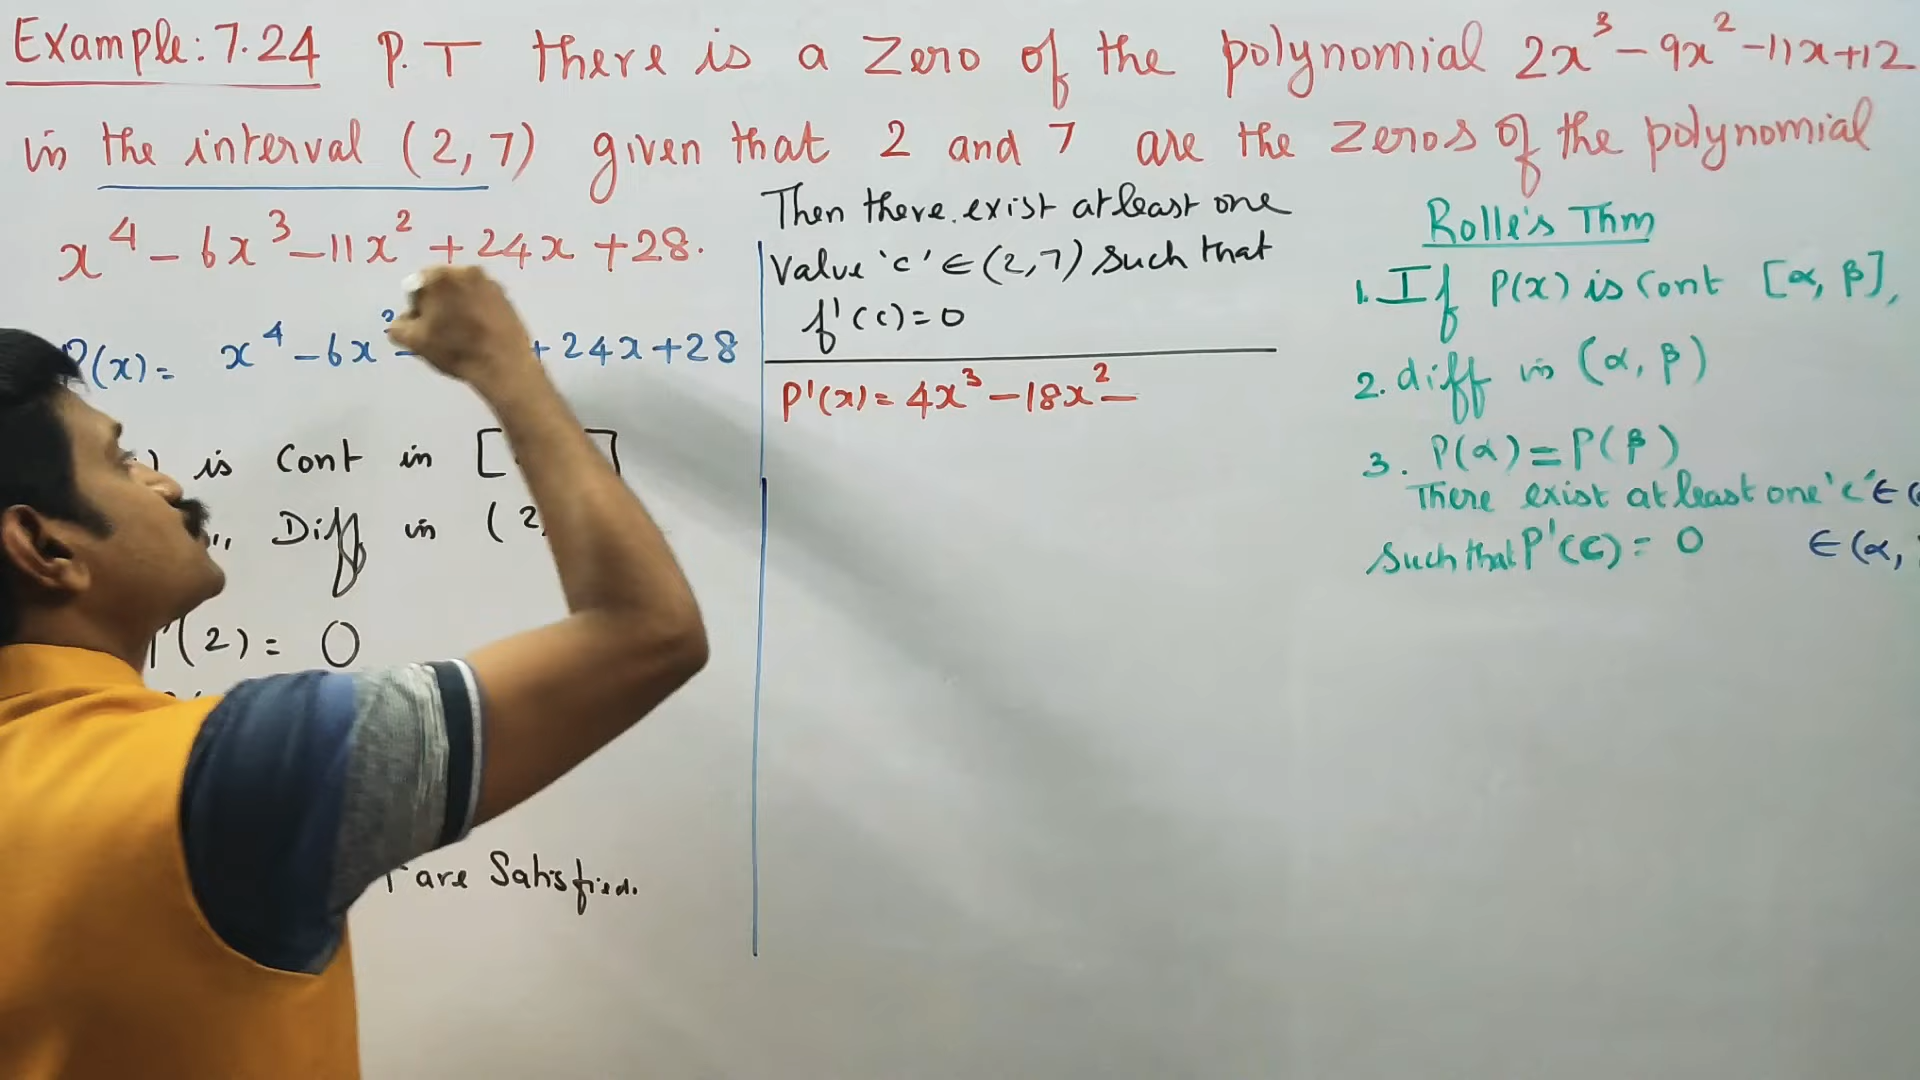 Example: 7.24 P.T there is a zero of the polynomial 2x³ - 9x² - 11x + 12
in the interval (2, 7) given that 2 and 7 are the zeros of the polynomial
x⁴ - 6x³ - 11x² + 24x + 28.
P(x) = x⁴ - 6x³ - + 24x + 28
is Cont in [ ]
,, Diff in ( 2
P(2) = 0
are Satisfied.
Then there exist atleast one
Value 'c' ∈ (2, 7) such that
f'(c) = 0
P'(x) = 4x³ - 18x² -
Rolle's Thm
1. If P(x) is Cont [α, β],
2. diff in (α, β)
3. P(α) = P(β)
There exist atleast one 'c' ∈ (
such that P'(c) = 0 ∈ (α,